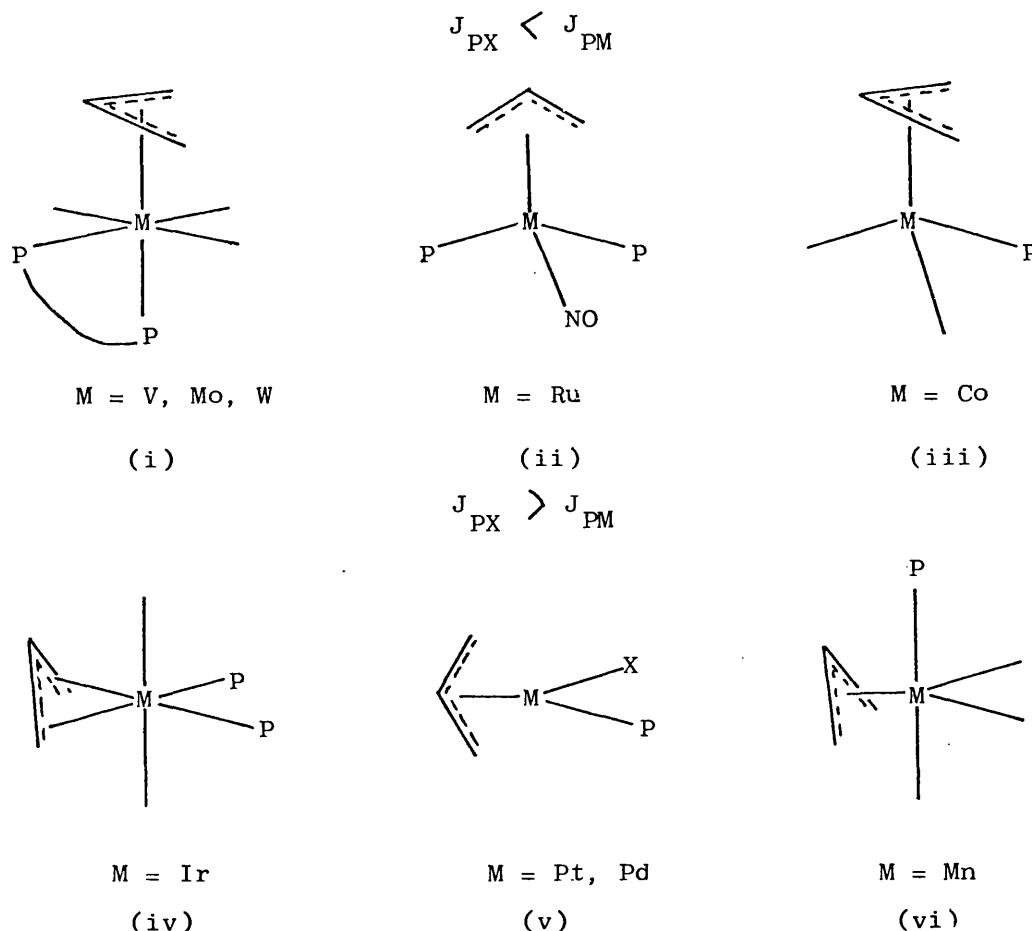 J_PX < J_PM
M
P
P
M
P
P
NO
M
P
M = V, Mo, W
M = Ru
M = Co
(i)
(ii)
(iii)
J_PX > J_PM
M
P
P
M
X
P
P
M
M = Ir
M = Pt, Pd
M = Mn
(iv)
(v)
(vi)